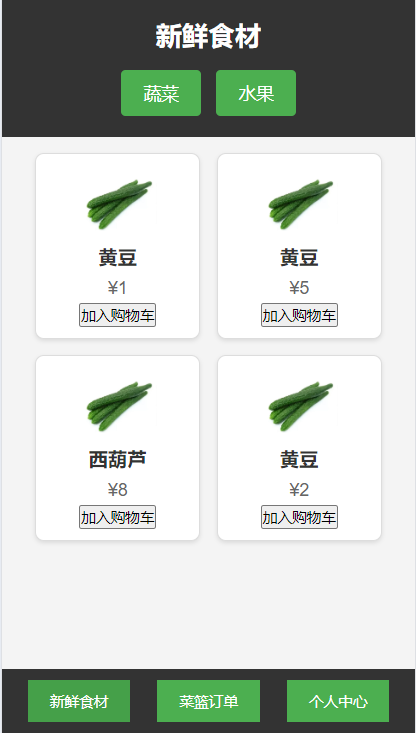 新鲜食材
蔬菜 水果
黄豆 黄豆
¥1 ¥5
加入购物车 加入购物车
西葫芦 黄豆
¥8 ¥2
加入购物车 加入购物车
新鲜食材 菜篮订单 个人中心